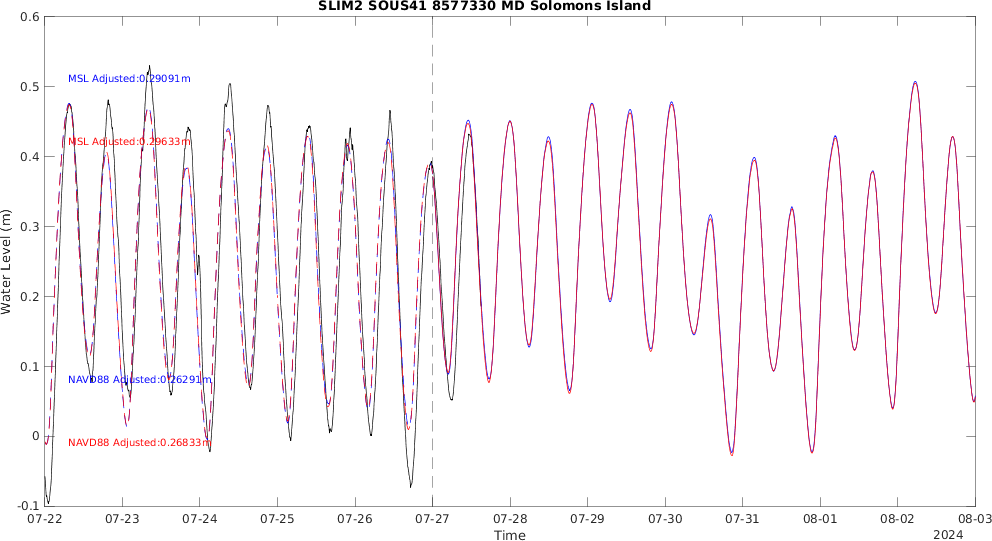 SLIM2 SOUS41 8577330 MD Solomons Island
Water Level (m)
0.6
0.5
0.4
0.3
0.2
0.1
0
-0.1
MSL Adjusted:0.29091m
MSL Adjusted:0.29633m
NAVD88 Adjusted:0.26291m
NAVD88 Adjusted:0.26833m
07-22 07-23 07-24 07-25 07-26 07-27 07-28 07-29 07-30 07-31 08-01 08-02 08-03
Time
2024